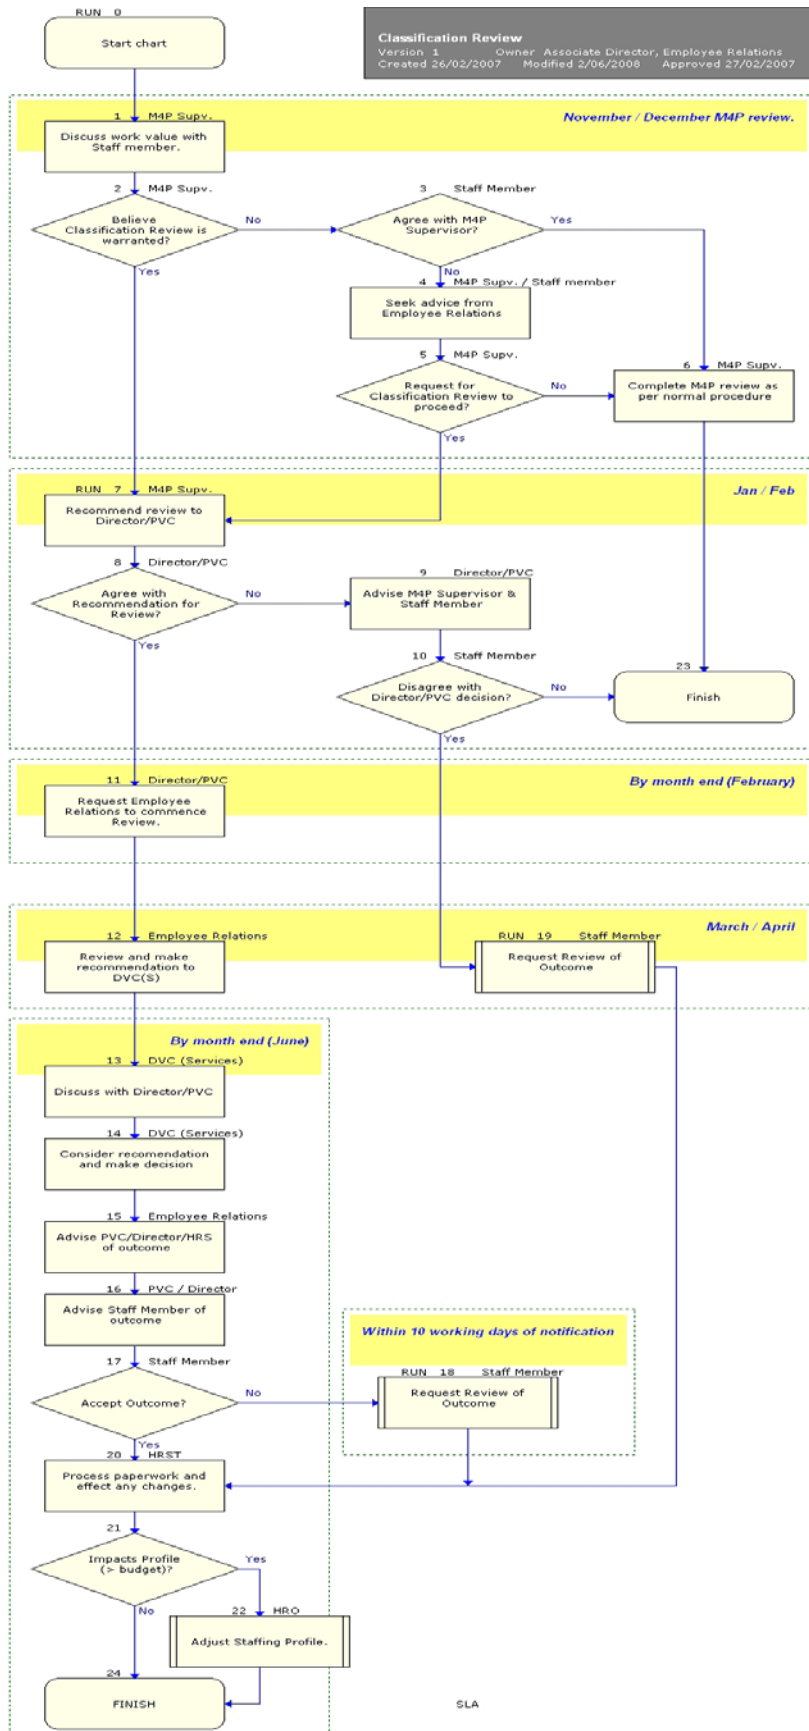 RUN 0
Start chart
Classification Review
Version 1 Owner Associate Director, Employee Relations
Created 26/02/2007 Modified 2/06/2008 Approved 27/02/2007
November / December M4P review.
1 M4P Supv.
Discuss work value with
Staff member.
2 M4P Supv.
Believe
Classification Review is
warranted?
No
Yes
3 Staff Member
Agree with M4P
Supervisor?
Yes
No
4 M4P Supv. / Staff member
Seek advice from
Employee Relations
5 M4P Supv.
Request for
Classification Review to
proceed?
No
Yes
6 M4P Supv.
Complete M4P review as
per normal procedure
Jan / Feb
RUN 7 M4P Supv.
Recommend review to
Director/PVC
8 Director/PVC
Agree with
Recommendation for
Review?
No
Yes
9 Director/PVC
Advise M4P Supervisor &
Staff Member
10 Staff Member
Disagree with
Director/PVC decision?
No
Yes
23
Finish
By month end (February)
11 Director/PVC
Request Employee
Relations to commence
Review.
March / April
12 Employee Relations
Review and make
recommendation to
DVC(S)
RUN 19 Staff Member
Request Review of
Outcome
By month end (June)
13 DVC (Services)
Discuss with Director/PVC
14 DVC (Services)
Consider recomendation
and make decision
15 Employee Relations
Advise PVC/Director/HRS
of outcome
16 PVC / Director
Advise Staff Member of
outcome
Within 10 working days of notification
17 Staff Member
Accept Outcome?
No
Yes
RUN 18 Staff Member
Request Review of
Outcome
20 HRST
Process paperwork and
effect any changes.
21
Impacts Profile
(> budget)?
Yes
No
22 HRO
Adjust Staffing Profile.
24
FINISH
SLA